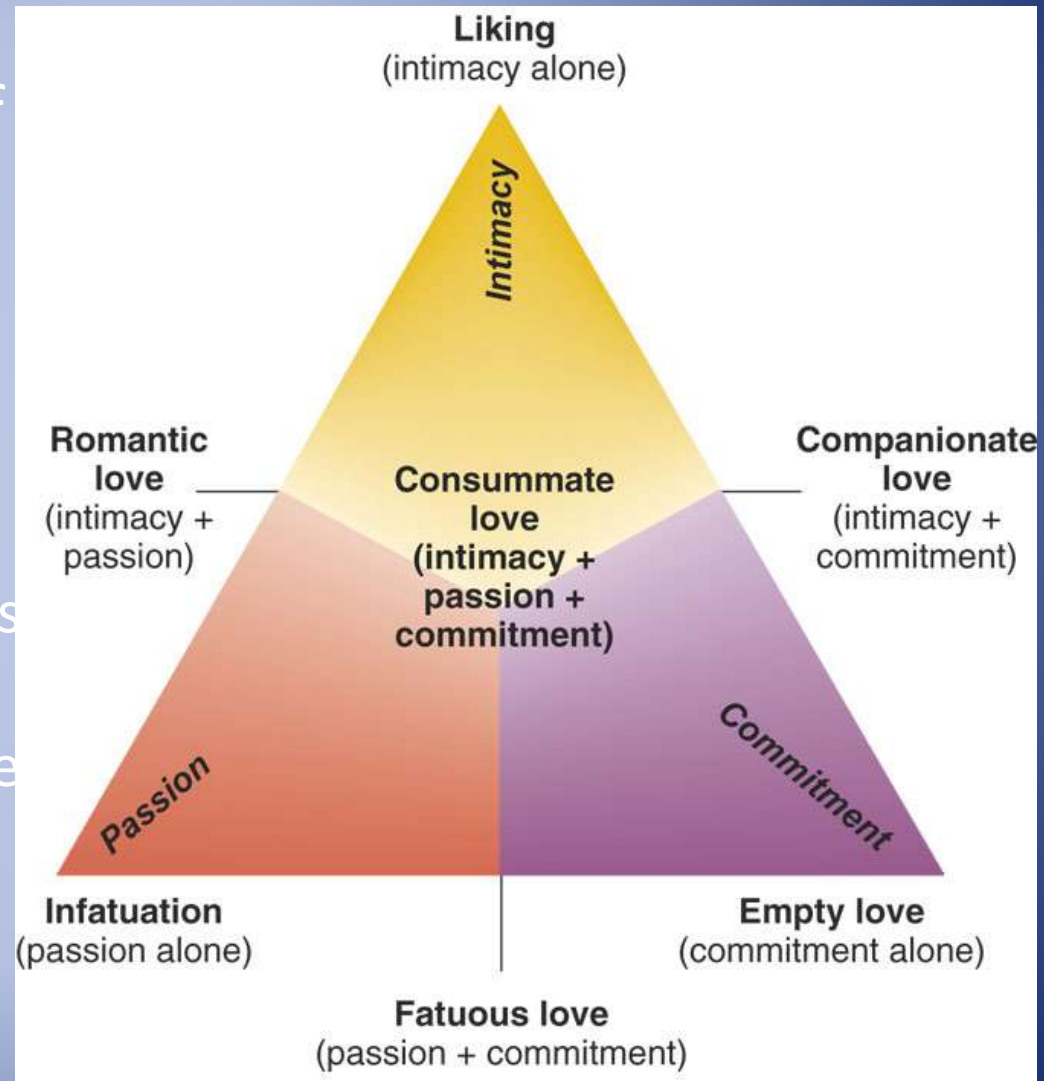 Liking
(intimacy alone)
Intimacy
Romantic
love
(intimacy +
passion)
Consummate
love
(intimacy +
passion +
commitment)
Companionate
love
(intimacy +
commitment)
Passion
Commitment
Infatuation
(passion alone)
Empty love
(commitment alone)
Fatuous love
(passion + commitment)